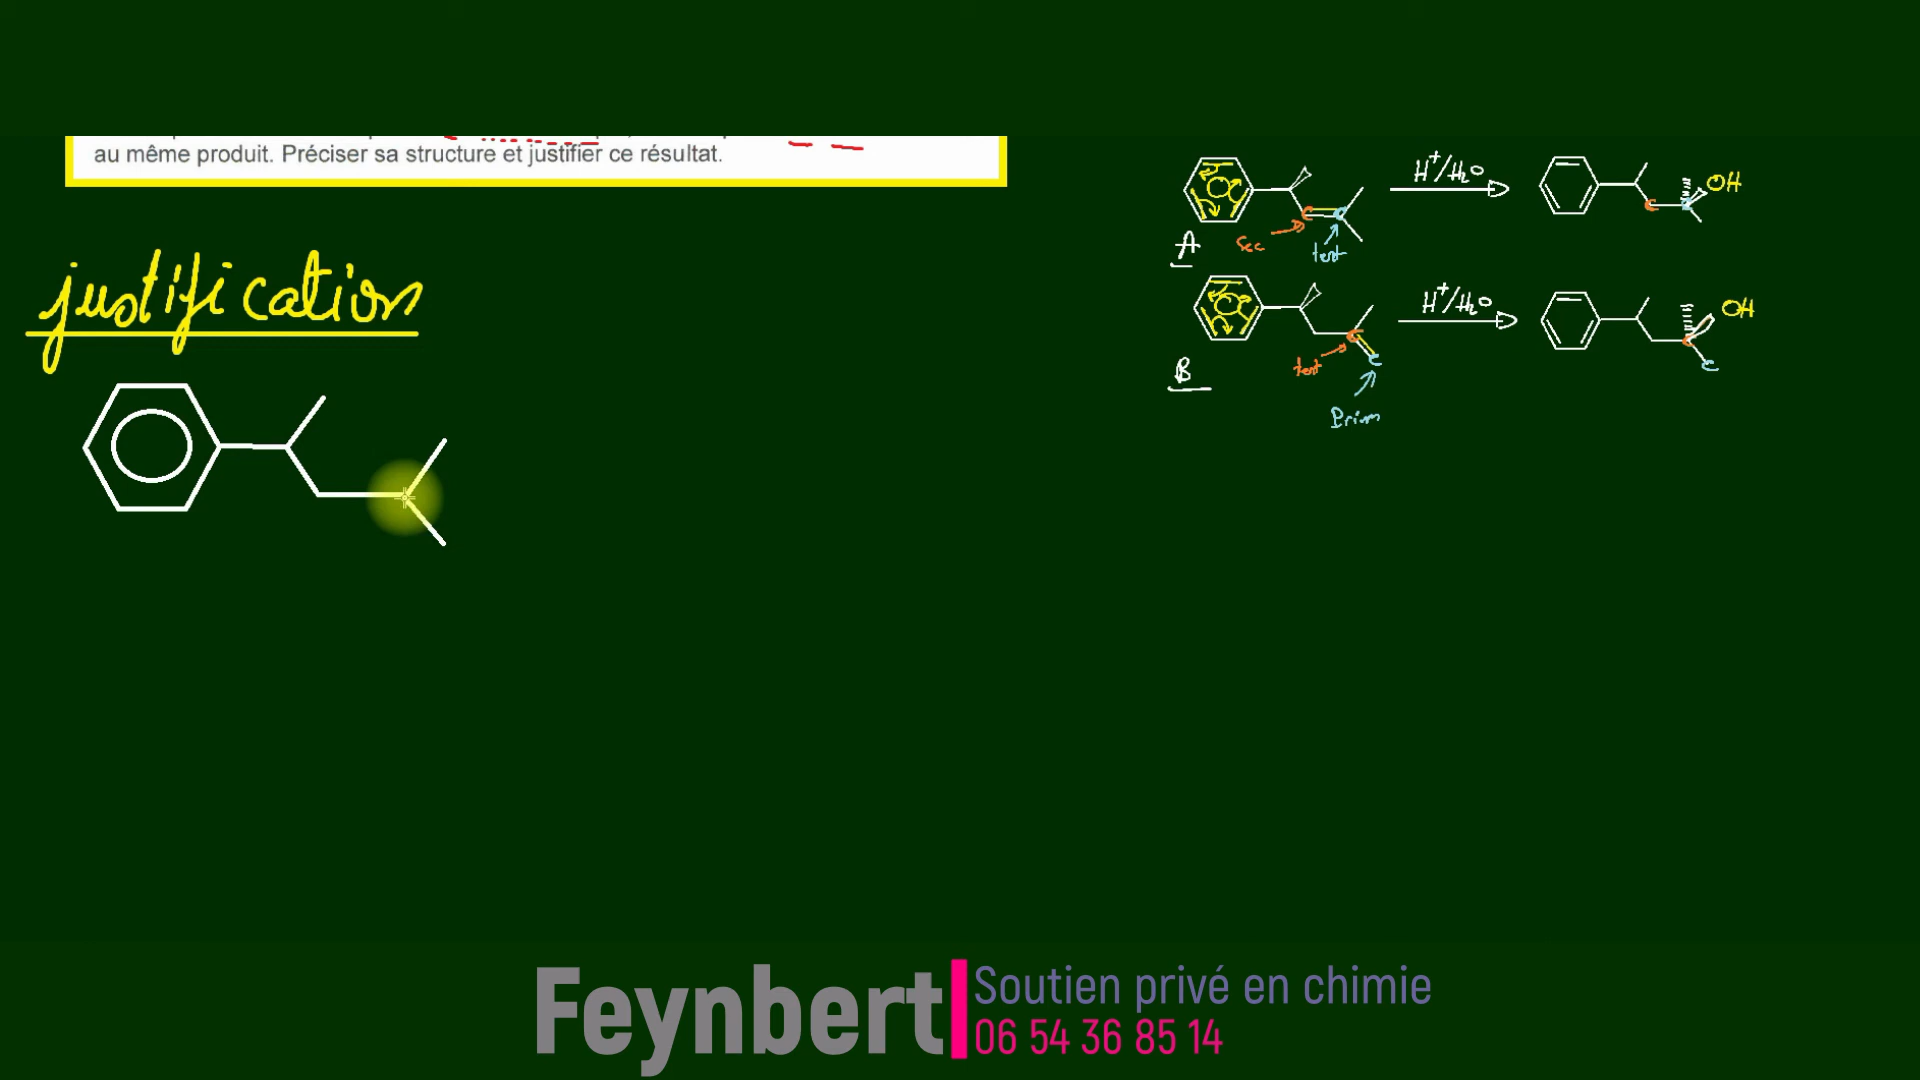 au même produit. Préciser sa structure et justifier ce résultat.
justification
H+/H2O
OH
C
C
C
Sec
tert
A
H+/H2O
OH
C
C
C
C
tert
B
Prim
Feynbert
Soutien privé en chimie
06 54 36 85 14